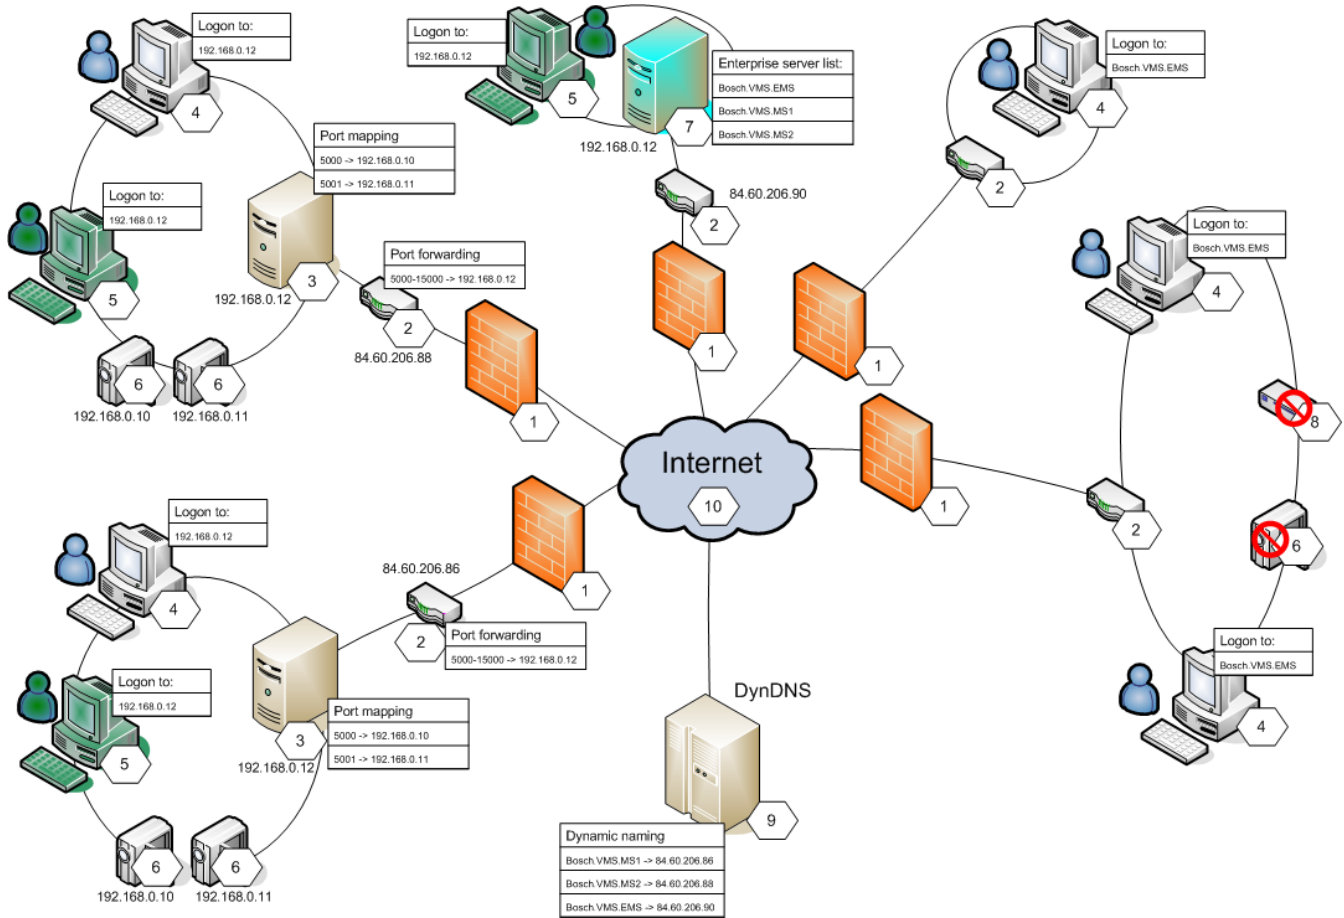 Logon to:
192.168.0.12
4
Port mapping
5000 -> 192.168.0.10
5001 -> 192.168.0.11
Logon to:
192.168.0.12
5
3
192.168.0.12
Port forwarding
5000-15000 -> 192.168.0.12
2
84.60.206.88
1
6
192.168.0.10
6
192.168.0.11
Logon to:
192.168.0.12
5
7
192.168.0.12
Enterprise server list:
Bosch.VMS.EMS
Bosch.VMS.MS1
Bosch.VMS.MS2
84.60.206.90
2
1
Logon to:
Bosch.VMS.EMS
4
2
1
Logon to:
Bosch.VMS.EMS
4
8
6
2
1
Logon to:
Bosch.VMS.EMS
4
Internet
10
Logon to:
192.168.0.12
4
84.60.206.86
1
2
Port forwarding
5000-15000 -> 192.168.0.12
Logon to:
192.168.0.12
5
3
192.168.0.12
Port mapping
5000 -> 192.168.0.10
5001 -> 192.168.0.11
6
192.168.0.10
6
192.168.0.11
DynDNS
9
Dynamic naming
Bosch.VMS.MS1 -> 84.60.206.86
Bosch.VMS.MS2 -> 84.60.206.88
Bosch.VMS.EMS -> 84.60.206.90